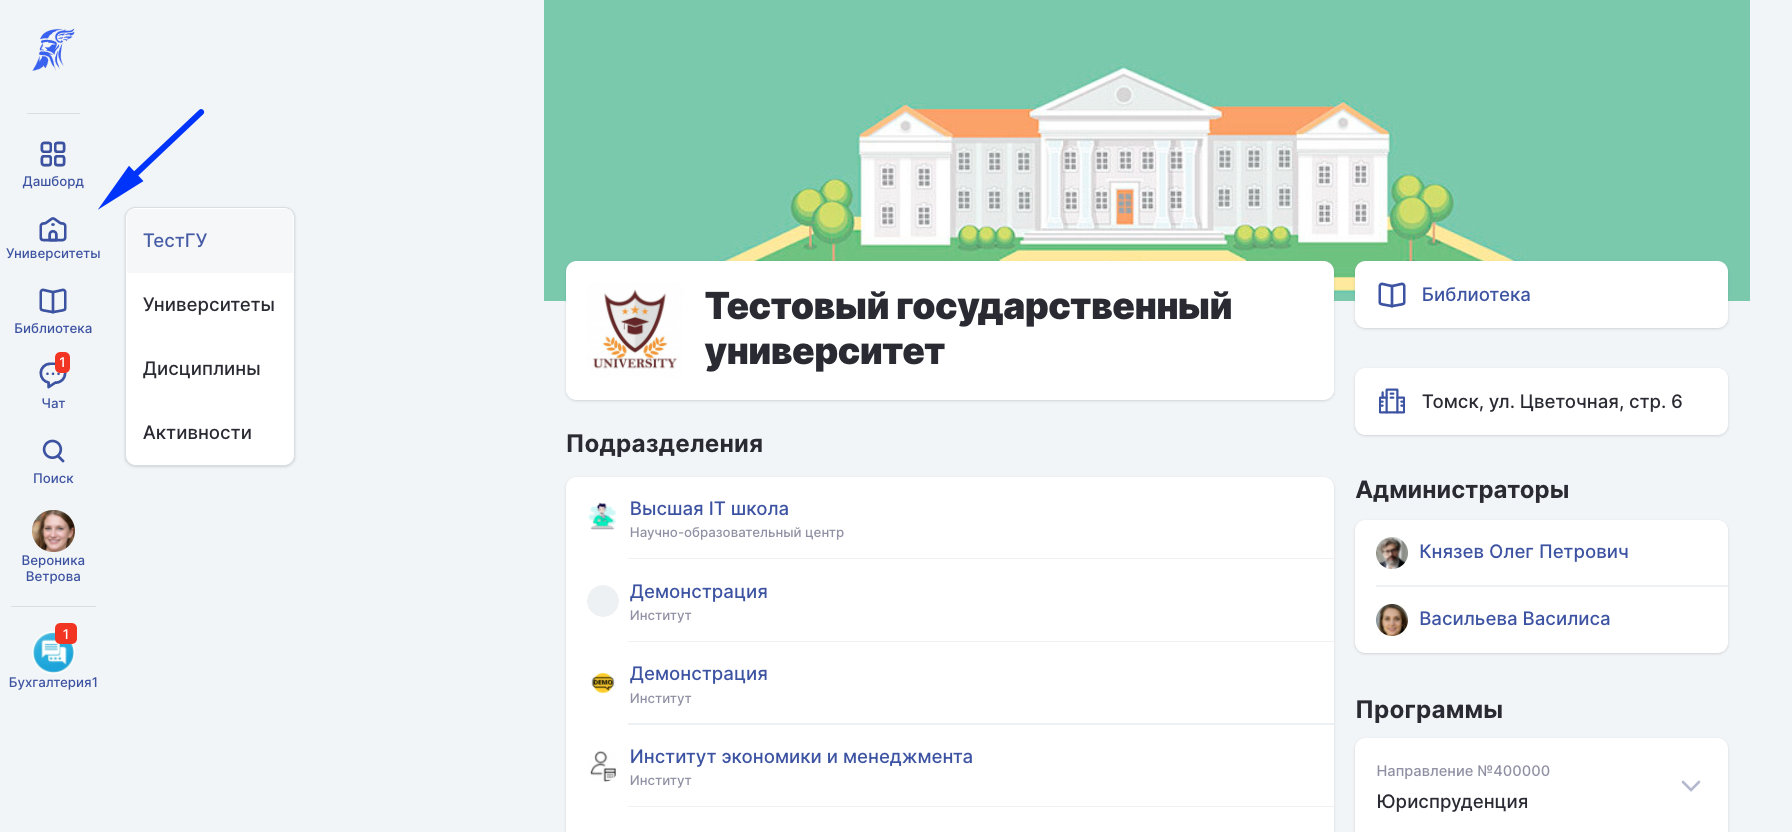 Дашборд
Университеты
Библиотека
1
Чат
Поиск
Вероника
Ветрова
1
Бухгалтерия1
ТестГУ
Университеты
Дисциплины
Активности
UNIVERSITY
Тестовый государственный
университет
Подразделения
Высшая IT школа
Научно-образовательный центр
Демонстрация
Институт
DEMO
Демонстрация
Институт
Институт экономики и менеджмента
Институт
Библиотека
Томск, ул. Цветочная, стр. 6
Администраторы
Князев Олег Петрович
Васильева Василиса
Программы
Направление №400000
Юриспруденция